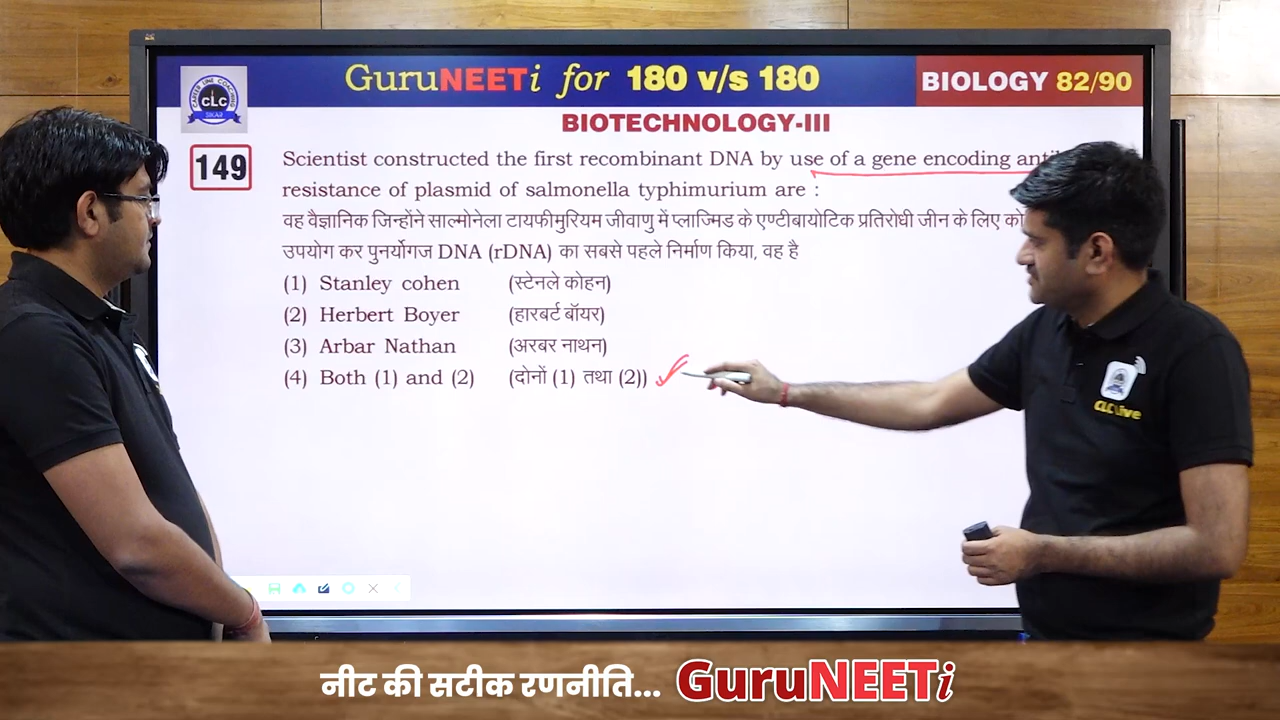 GuruNEETi for 180 v/s 180
BIOLOGY 82/90
CLC
SIKAR
BIOTECHNOLOGY-III
149
Scientist constructed the first recombinant DNA by use of a gene encoding
resistance of plasmid of salmonella typhimurium are :
वह वैज्ञानिक जिन्होंने साल्मोनेला टायफीमुरियम जीवाणु में प्लाज्मिड के एण्टीबायोटिक प्रतिरोधी जीन के लिए
उपयोग कर पुनर्योगज DNA (rDNA) का सबसे पहले निर्माण किया, वह है
(1) Stanley cohen (स्टेनले कोहन)
(2) Herbert Boyer (हारबर्ट बॉयर)
(3) Arbar Nathan (अरबर नाथन)
(4) Both (1) and (2) (दोनों (1) तथा (2))
CLC Live
नीट की सटीक रणनीति... GuruNEETi